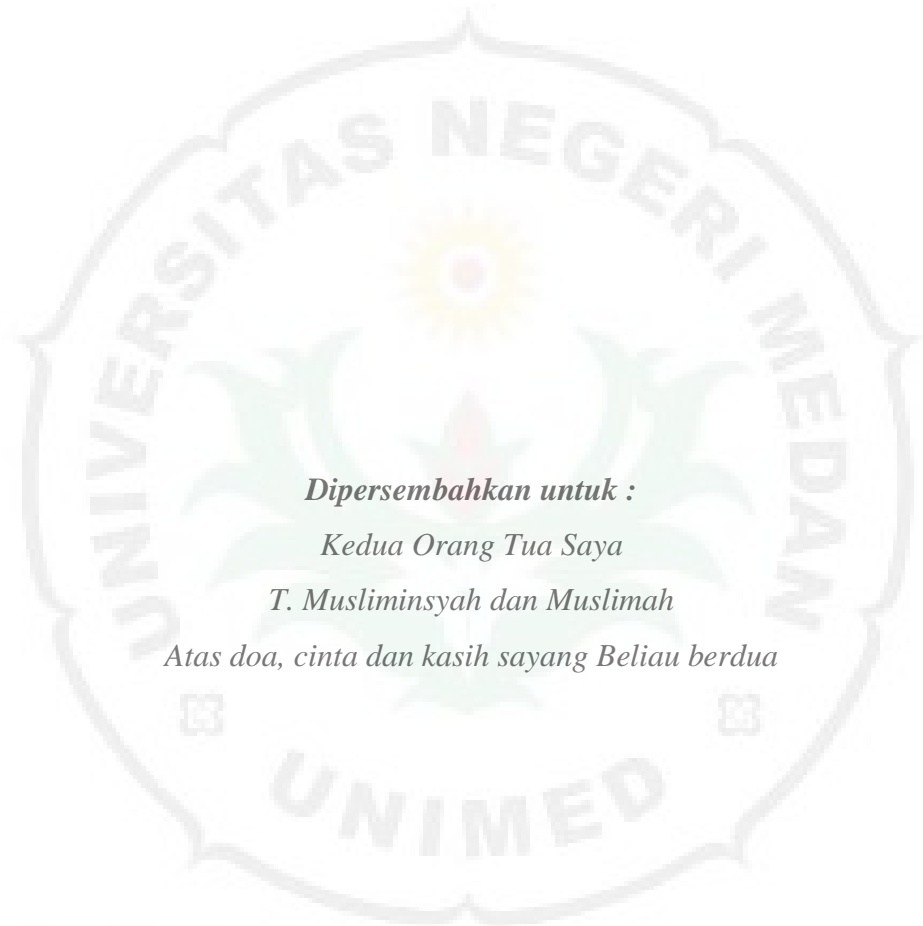 UNIVERSITAS NEGERI MEDAN
Dipersembahkan untuk :
Kedua Orang Tua Saya
T. Musliminsyah dan Muslimah
Atas doa, cinta dan kasih sayang Beliau berdua
UNIMED